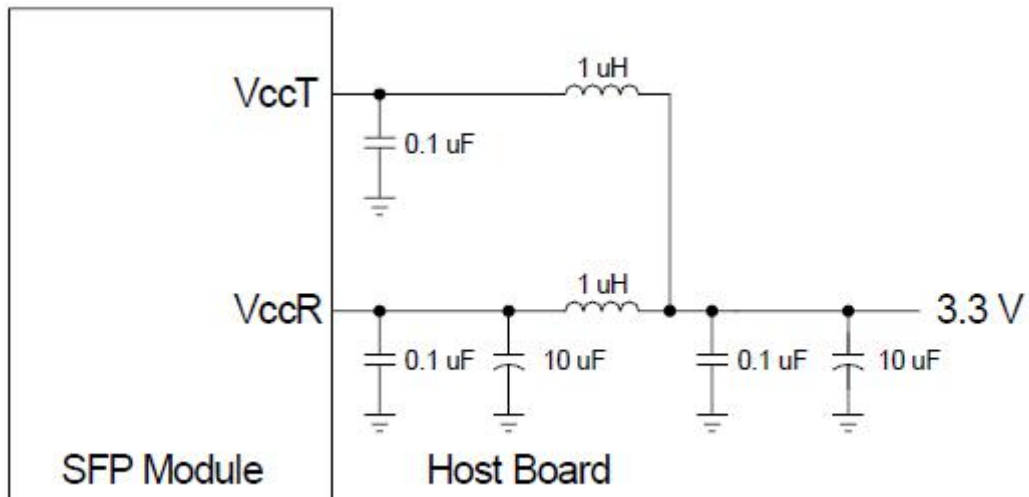 1 uH
VccT
0.1 uF
1 uH
VccR
3.3 V
0.1 uF
10 uF
0.1 uF
10 uF
SFP Module
Host Board